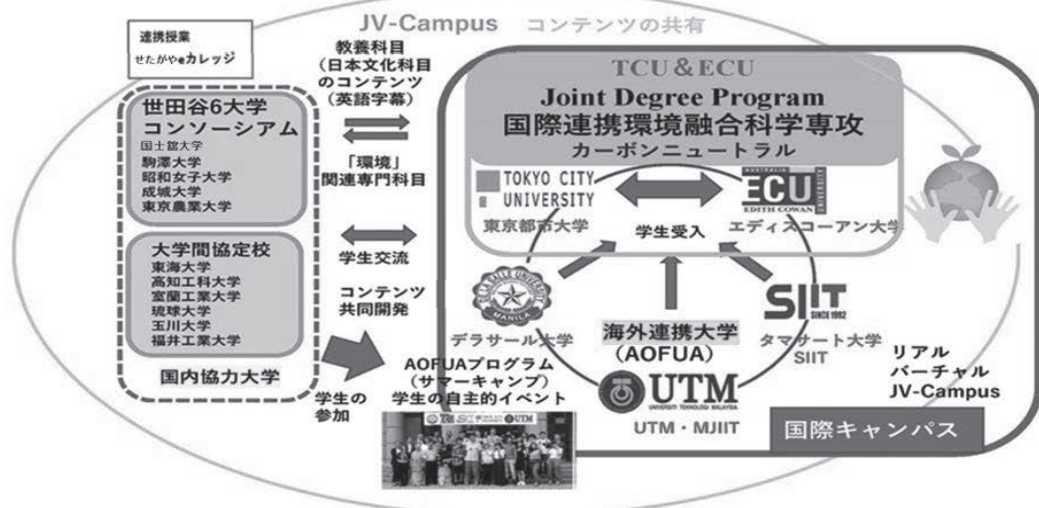 JV-Campus コンテンツの共有
連携授業
せたがやeカレッジ
世田谷6大学
コンソーシアム
国士舘大学
駒澤大学
昭和女子大学
成城大学
東京農業大学
大学間協定校
東海大学
高知工科大学
室蘭工業大学
琉球大学
玉川大学
福井工業大学
国内協力大学
教養科目
(日本文化科目
のコンテンツ
(英語字幕)
「環境」
関連専門科目
学生交流
コンテンツ
共同開発
学生の
参加
AOFUAプログラム
(サマーキャンプ)
学生の自主的イベント
TCU&ECU
Joint Degree Program
国際連携環境融合科学専攻
カーボンニュートラル
TOKYO CITY
UNIVERSITY
東京都市大学
学生受入
AUSTRALIA
ECU
EDITH COWAN
UNIVERSITY
エディスコーアン大学
DE LA SALLE UNIVERSITY
MANILA
デラサール大学
海外連携大学
(AOFUA)
SIIT
SINCE 1992
タマサート大学
SIIT
UTM
UNIVERSITI TEKNOLOGI MALAYSIA
UTM・MJIIT
リアル
バーチャル
JV-Campus
国際キャンパス
UTM